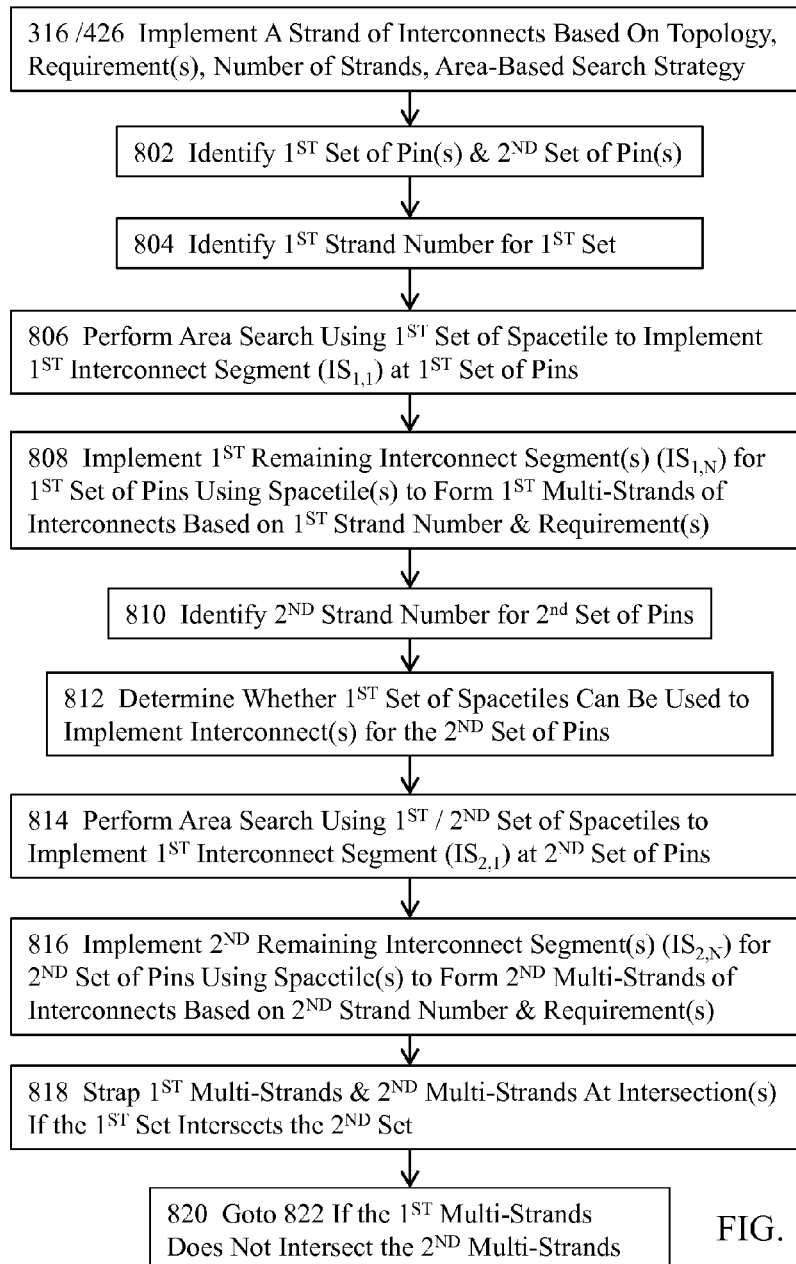 316 /426 Implement A Strand of Interconnects Based On Topology,
Requirement(s), Number of Strands, Area-Based Search Strategy
802 Identify 1ST Set of Pin(s) & 2ND Set of Pin(s)
804 Identify 1ST Strand Number for 1ST Set
806 Perform Area Search Using 1ST Set of Spacetile to Implement
1ST Interconnect Segment (IS1,1) at 1ST Set of Pins
808 Implement 1ST Remaining Interconnect Segment(s) (IS1,N) for
1ST Set of Pins Using Spacetile(s) to Form 1ST Multi-Strands of
Interconnects Based on 1ST Strand Number & Requirement(s)
810 Identify 2ND Strand Number for 2nd Set of Pins
812 Determine Whether 1ST Set of Spacetiles Can Be Used to
Implement Interconnect(s) for the 2ND Set of Pins
814 Perform Area Search Using 1ST / 2ND Set of Spacetiles to
Implement 1ST Interconnect Segment (IS2,1) at 2ND Set of Pins
816 Implement 2ND Remaining Interconnect Segment(s) (IS2,N) for
2ND Set of Pins Using Spacetile(s) to Form 2ND Multi-Strands of
Interconnects Based on 2ND Strand Number & Requirement(s)
818 Strap 1ST Multi-Strands & 2ND Multi-Strands At Intersection(s)
If the 1ST Set Intersects the 2ND Set
820 Goto 822 If the 1ST Multi-Strands
Does Not Intersect the 2ND Multi-Strands
FIG.